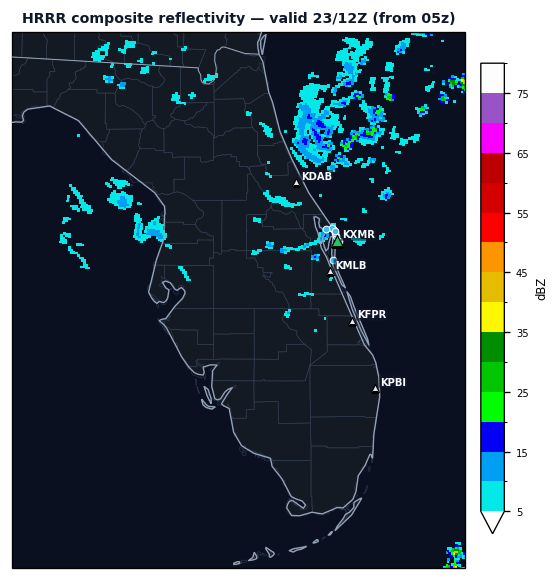 HRRR composite reflectivity — valid 23/12Z (from 05z)
KDAB
KXMR
KMLB
KFPR
KPBI
75
65
55
45
35
25
15
5
dBZ